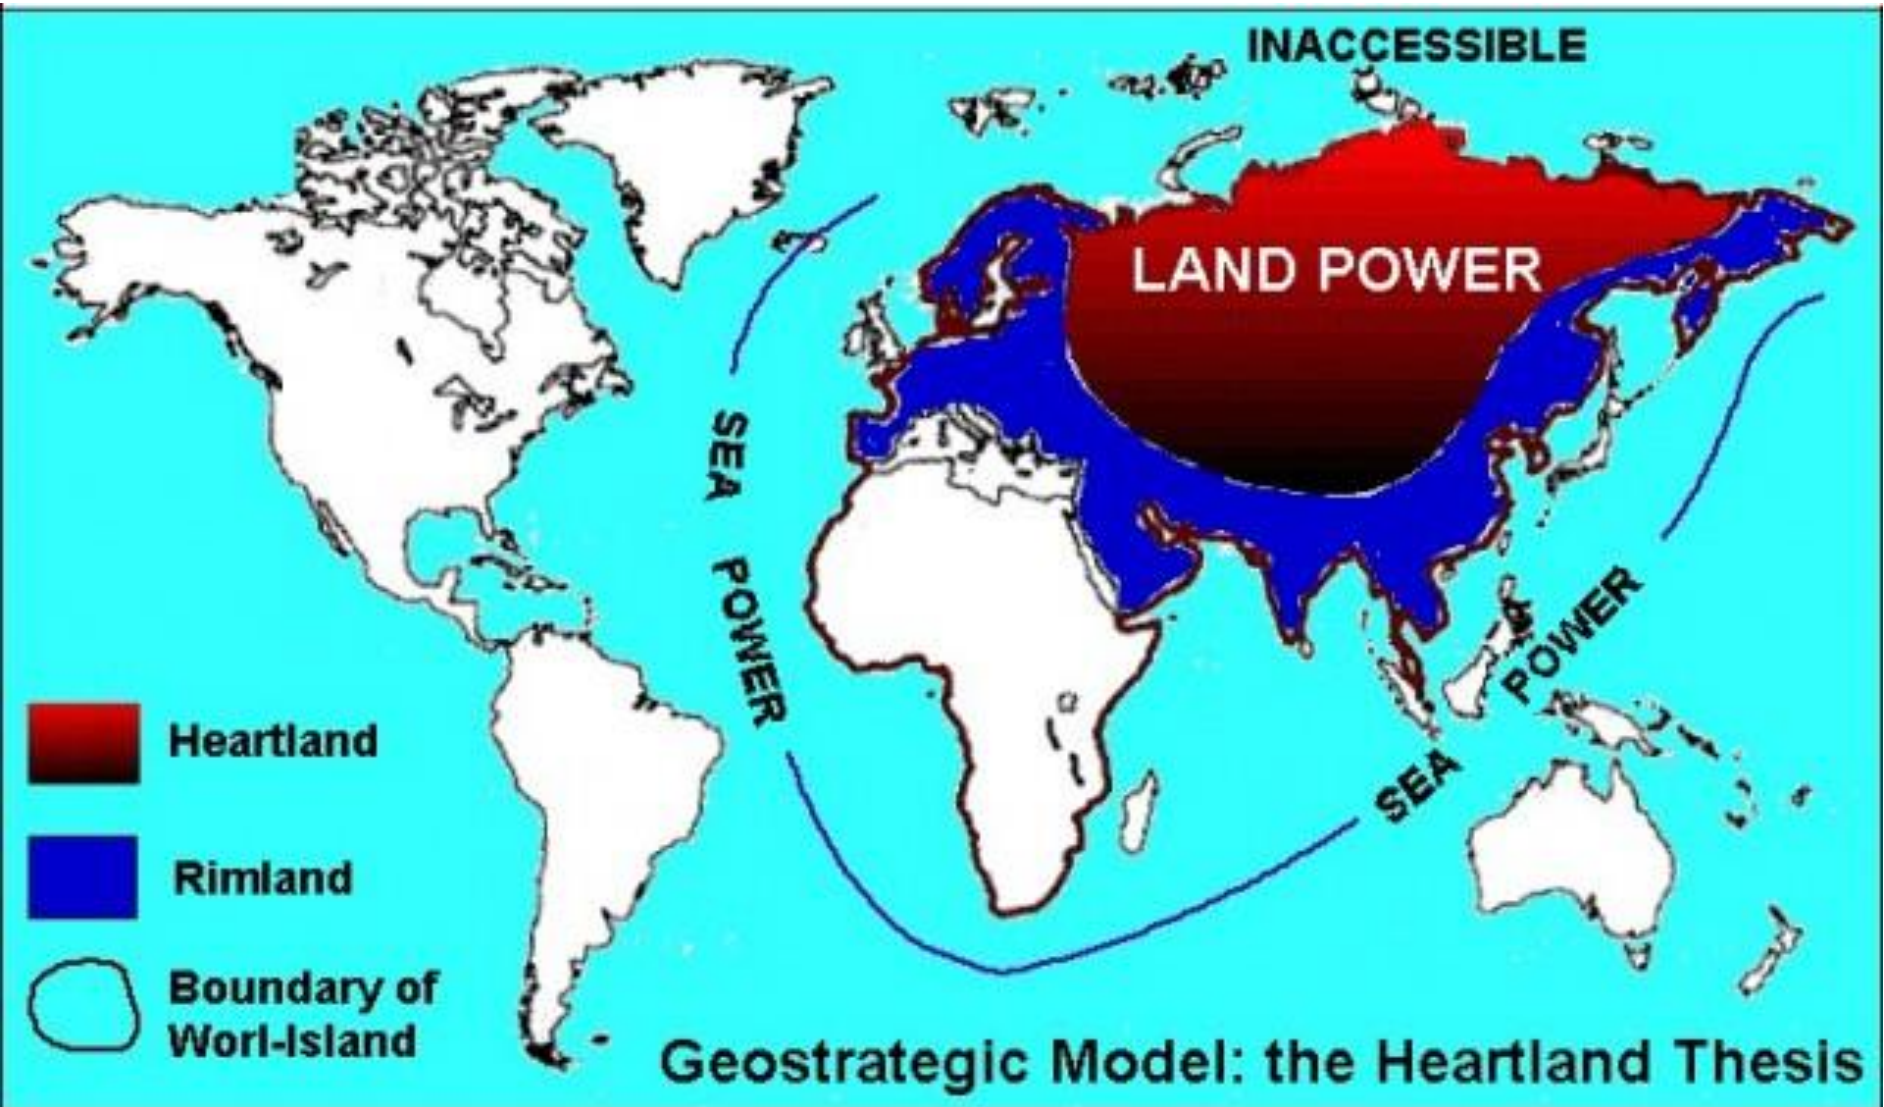 INACCESSIBLE
LAND POWER
SEA POWER
SEA POWER
Heartland
Rimland
Boundary of
Worl-Island
Geostrategic Model: the Heartland Thesis